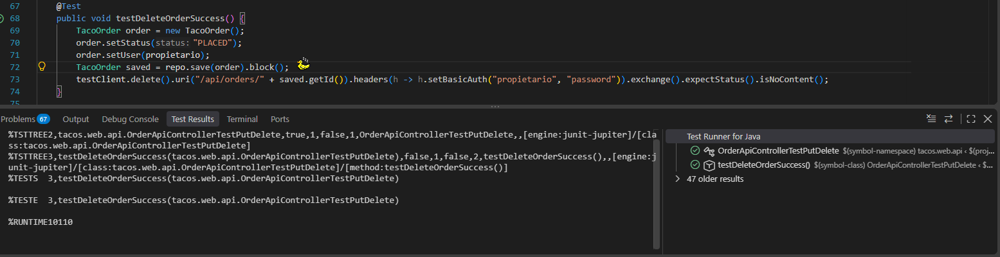 67 @Test
68 public void testDeleteOrderSuccess() {
69 TacoOrder order = new TacoOrder();
70 order.setStatus(status: "PLACED");
71 order.setUser(propietario);
72 TacoOrder saved = repo.save(order).block();
73 testClient.delete().uri("/api/orders/" + saved.getId()).headers(h -> h.setBasicAuth("propietario", "password")).exchange().expectStatus().isNoContent();
74 }
75
Problems 67 Output Debug Console Test Results Terminal Ports
%TSTTREE2,tacos.web.api.OrderApiControllerTestPutDelete,true,1,false,1,OrderApiControllerTestPutDelete,,[engine:junit-jupiter]/[cla
ss:tacos.web.api.OrderApiControllerTestPutDelete]
%TSTTREE3,testDeleteOrderSuccess(tacos.web.api.OrderApiControllerTestPutDelete),false,1,false,2,testDeleteOrderSuccess(),,[engine:j
unit-jupiter]/[class:tacos.web.api.OrderApiControllerTestPutDelete]/[method:testDeleteOrderSuccess()]
%TESTS 3,testDeleteOrderSuccess(tacos.web.api.OrderApiControllerTestPutDelete)
%TESTE 3,testDeleteOrderSuccess(tacos.web.api.OrderApiControllerTestPutDelete)
%RUNTIME10110
Test Runner for Java
OrderApiControllerTestPutDelete $(symbol-namespace) tacos.web.api < $(proj...
testDeleteOrderSuccess() $(symbol-class) OrderApiControllerTestPutDelete < $...
47 older results